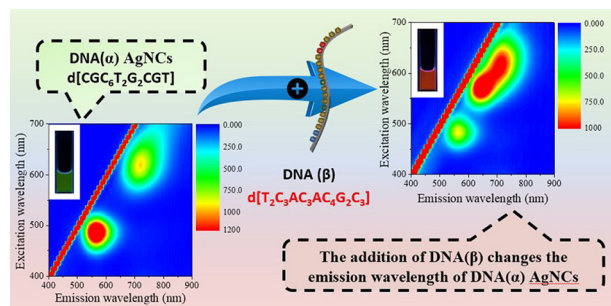 DNA(α) AgNCs
d[CGC₆T₂G₂CGT]
Excitation wavelength (nm)
700
600
500
400
400 500 600 700 800 900
Emission wavelength (nm)
0.000
250.0
500.0
750.0
1000
1200
+
DNA (β)
d[T₂C₃AC₃AC₄G₂C₃]
Excitation wavelength (nm)
700
600
500
400
400 500 600 700 800 900
Emission wavelength (nm)
0.000
250.0
500.0
750.0
1000
The addition of DNA(β) changes the
emission wavelength of DNA(α) AgNCs